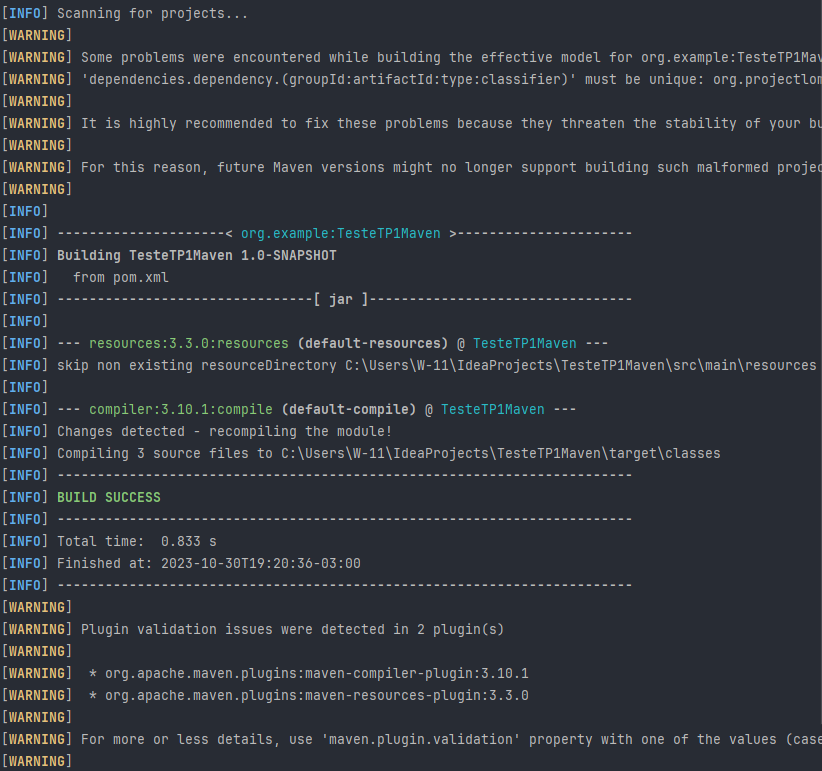 [INFO] Scanning for projects...
[WARNING]
[WARNING] Some problems were encountered while building the effective model for org.example:TesteTP1Mav
[WARNING] 'dependencies.dependency.(groupId:artifactId:type:classifier)' must be unique: org.projectlom
[WARNING]
[WARNING] It is highly recommended to fix these problems because they threaten the stability of your bu
[WARNING]
[WARNING] For this reason, future Maven versions might no longer support building such malformed projec
[WARNING]
[INFO]
[INFO] ---------------------< org.example:TesteTP1Maven >----------------------
[INFO] Building TesteTP1Maven 1.0-SNAPSHOT
[INFO]   from pom.xml
[INFO] --------------------------------[ jar ]---------------------------------
[INFO]
[INFO] --- resources:3.3.0:resources (default-resources) @ TesteTP1Maven ---
[INFO] skip non existing resourceDirectory C:\Users\W-11\IdeaProjects\TesteTP1Maven\src\main\resources
[INFO]
[INFO] --- compiler:3.10.1:compile (default-compile) @ TesteTP1Maven ---
[INFO] Changes detected - recompiling the module!
[INFO] Compiling 3 source files to C:\Users\W-11\IdeaProjects\TesteTP1Maven\target\classes
[INFO] ------------------------------------------------------------------------
[INFO] BUILD SUCCESS
[INFO] ------------------------------------------------------------------------
[INFO] Total time:  0.833 s
[INFO] Finished at: 2023-10-30T19:20:36-03:00
[INFO] ------------------------------------------------------------------------
[WARNING]
[WARNING] Plugin validation issues were detected in 2 plugin(s)
[WARNING]
[WARNING]  * org.apache.maven.plugins:maven-compiler-plugin:3.10.1
[WARNING]  * org.apache.maven.plugins:maven-resources-plugin:3.3.0
[WARNING]
[WARNING] For more or less details, use 'maven.plugin.validation' property with one of the values (case
[WARNING]